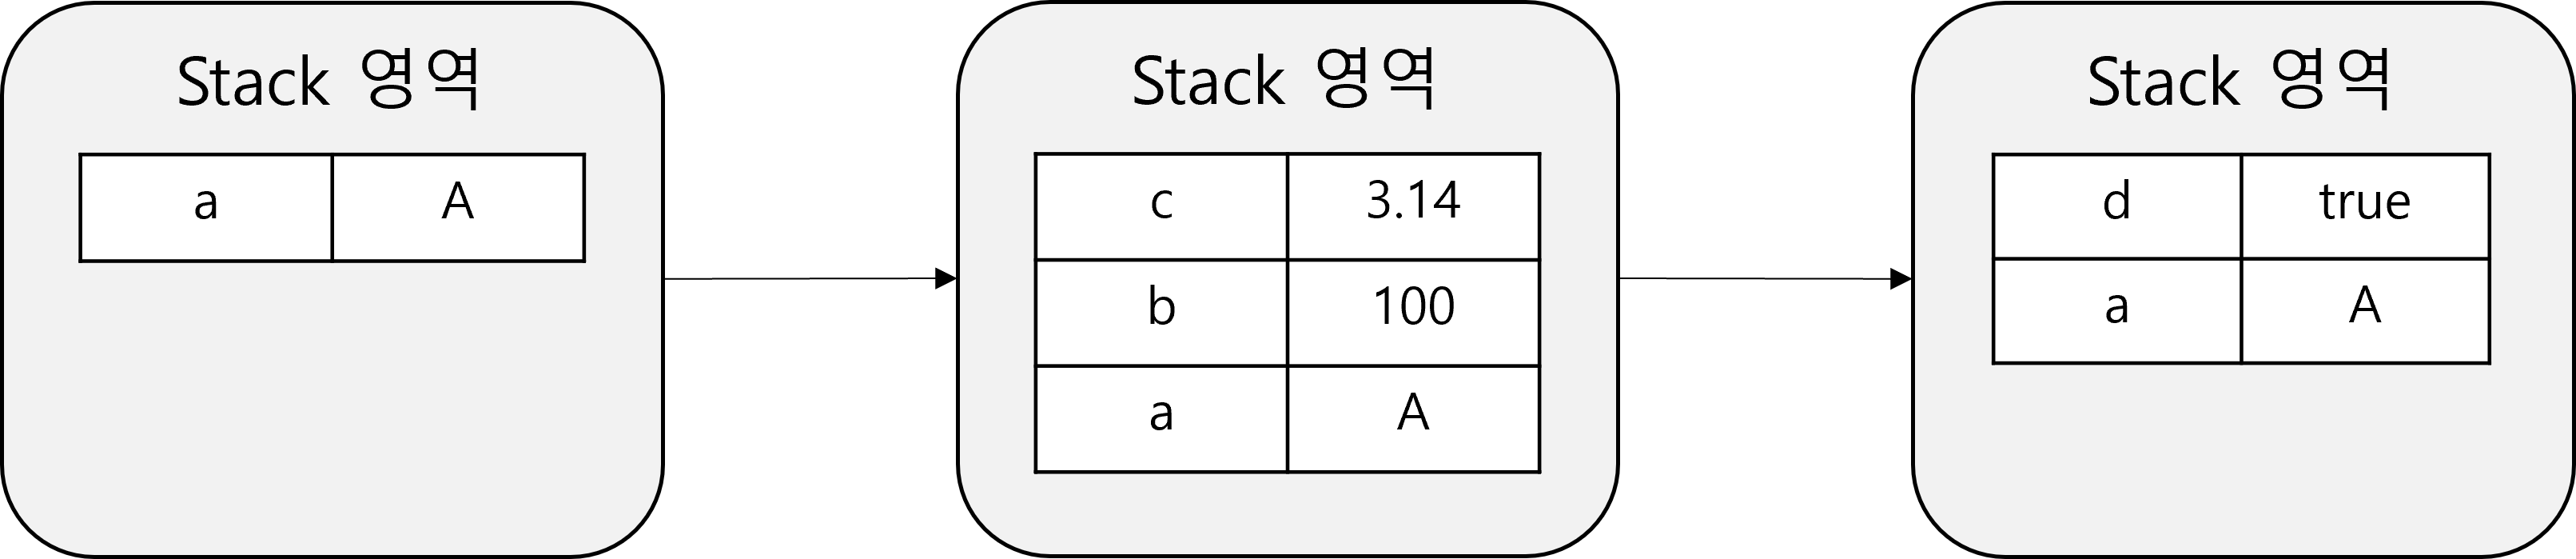 Stack 영역
a A
Stack 영역
c 3.14
b 100
a A
Stack 영역
d true
a A